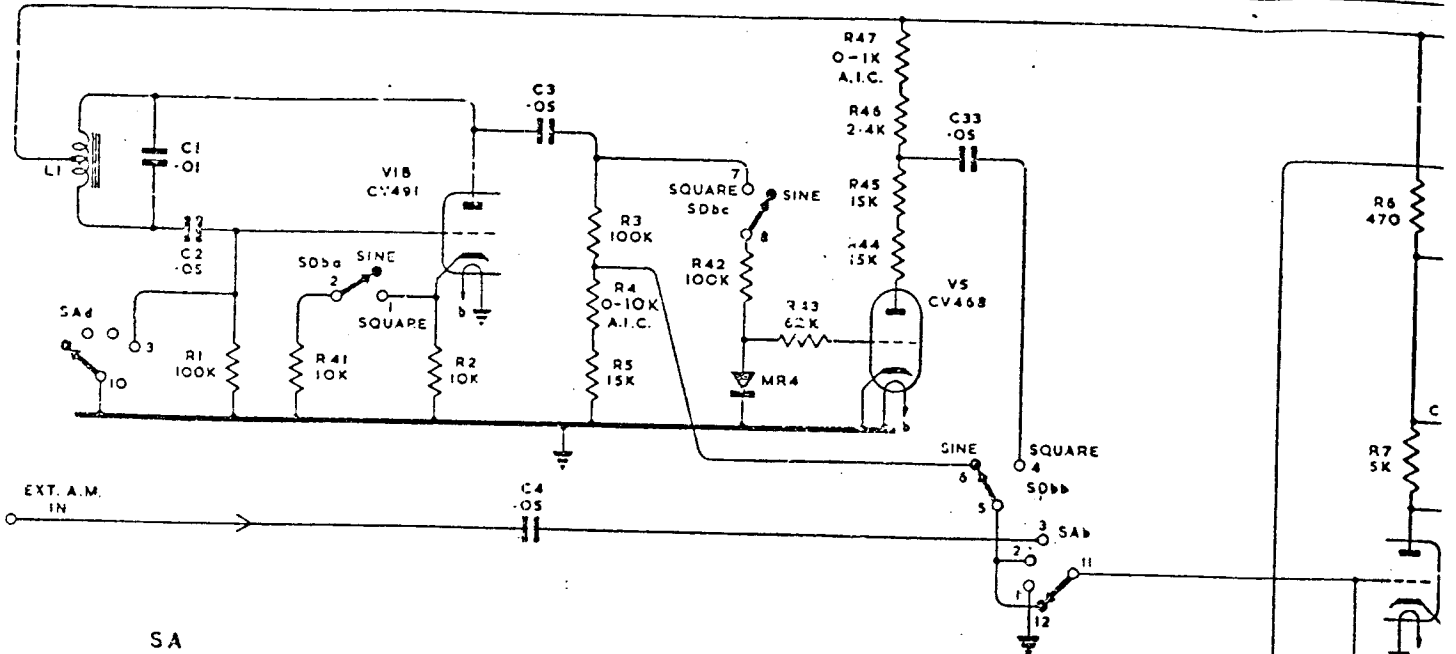 R47
0-1K
A.I.C.
R46
2.4K
C3
.05
C33
.05
C1
.01
L1
V1B
CV491
7
SQUARE
SINE
SDbc
8
R45
15K
R6
470
C2
.05
R3
100K
R42
100K
R44
15K
SDba
SINE
2
1
SQUARE
b
R4
0-10K
A.I.C.
R43
62K
V5
CV468
SAd
3
10
R1
100K
R41
10K
R2
10K
R5
15K
MR4
b
C
SINE
6
SQUARE
4
SDbb
5
R7
5K
EXT. A.M.
IN
C4
.05
3
SAb
2
11
1
12
SA